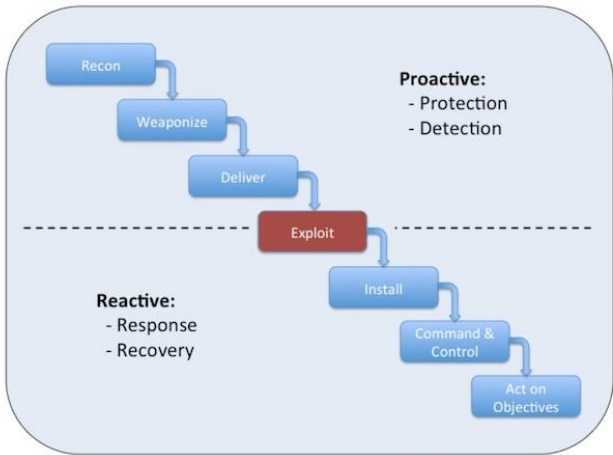 Recon
Proactive:
- Protection
- Detection
Weaponize
Deliver
Exploit
Install
Reactive:
- Response
- Recovery
Command &
Control
Act on
Objectives